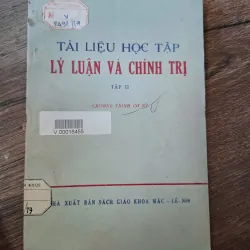 V
TÀI LIỆU HỌC TẬP
LÝ LUẬN VÀ CHÍNH TRỊ
TẬP II
V 00016455
NHÀ XUẤT BẢN SÁCH GIÁO KHOA MÁC - LÊ-NIN